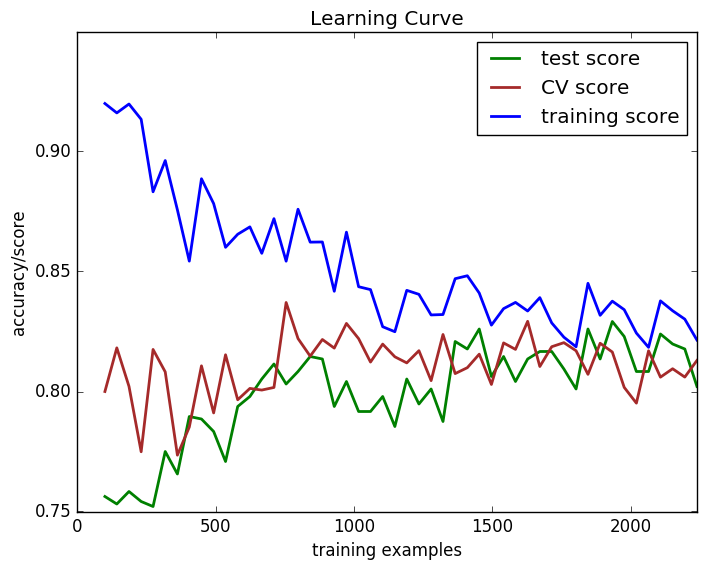 Learning Curve
test score
CV score
training score
accuracy/score
0.90
0.85
0.80
0.75
0
500
1000
1500
2000
training examples